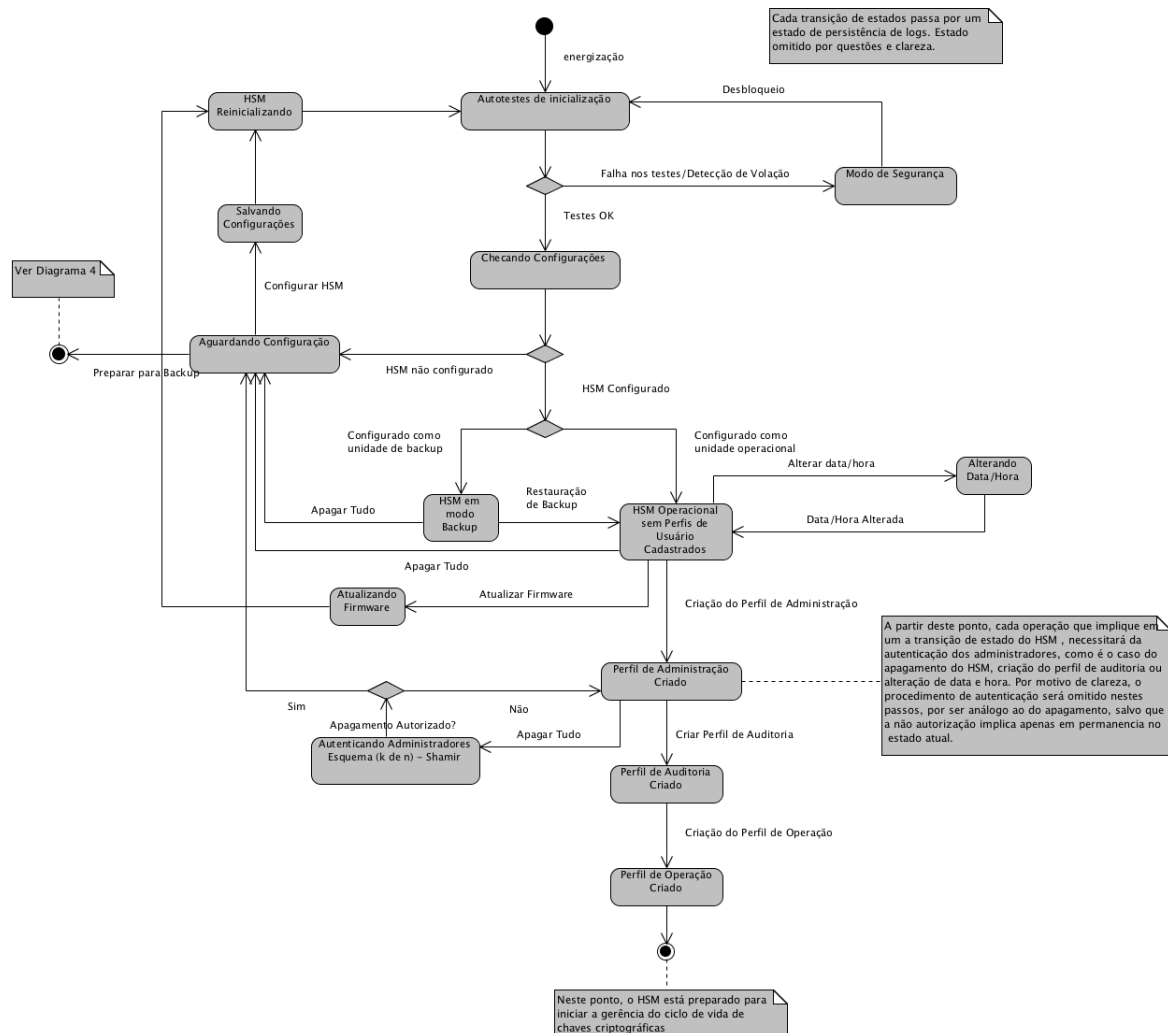 Cada transição de estados passa por um
estado de persistência de logs. Estado
omitido por questões e clareza.
energização
HSM
Reinicializando
Autotestes de inicialização
Desbloqueio
Falha nos testes/Detecção de Volação
Modo de Segurança
Salvando
Configurações
Testes OK
Checando Configurações
Ver Diagrama 4
Configurar HSM
Aguardando Configuração
Preparar para Backup
HSM não configurado
HSM Configurado
Configurado como
unidade de backup
Configurado como
unidade operacional
Alterar data/hora
Alterando
Data/Hora
Apagar Tudo
HSM em
modo
Backup
Restauração
de Backup
HSM Operacional
sem Perfis de
Usuário
Cadastrados
Data/Hora Alterada
Apagar Tudo
Atualizando
Firmware
Atualizar Firmware
Criação do Perfil de Administração
A partir deste ponto, cada operação que implique em
um a transição de estado do HSM , necessitará da
autenticação dos administradores, como é o caso do
apagamento do HSM, criação do perfil de auditoria ou
alteração de data e hora. Por motivo de clareza, o
procedimento de autenticação será omitido nestes
passos, por ser análogo ao do apagamento, salvo que
a não autorização implica apenas em permanencia no
estado atual.
Perfil de Administração
Criado
Sim
Não
Apagamento Autorizado?
Apagar Tudo
Criar Perfil de Auditoria
Autenticando Administradores
Esquema (k de n) - Shamir
Perfil de Auditoria
Criado
Criação do Perfil de Operação
Perfil de Operação
Criado
Neste ponto, o HSM está preparado para
iniciar a gerência do ciclo de vida de
chaves criptográficas